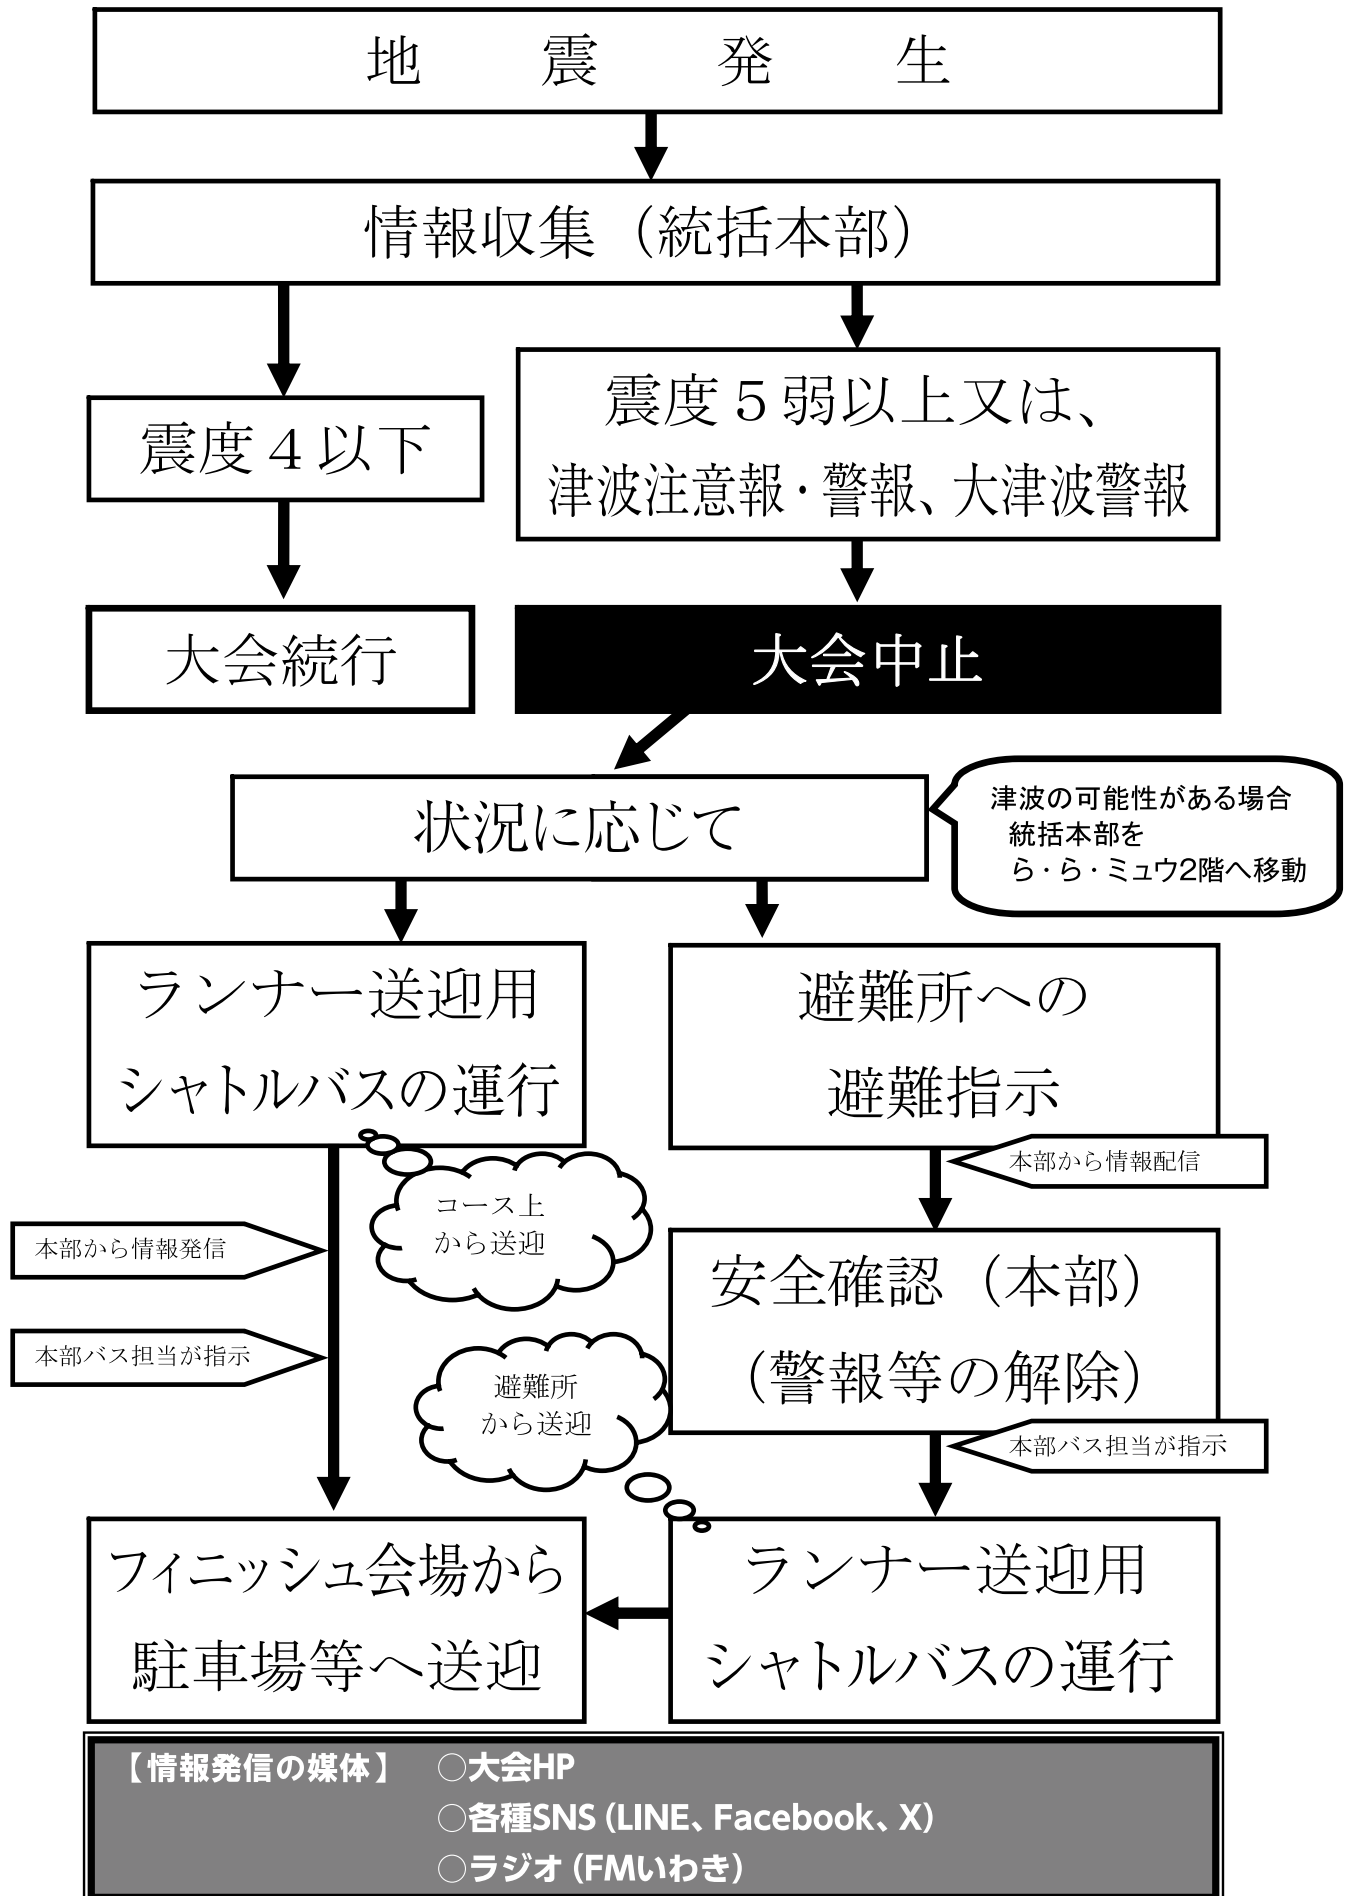 地震発生
情報収集（統括本部）
震度４以下
震度５弱以上又は、
津波注意報・警報、大津波警報
大会続行
大会中止
状況に応じて
津波の可能性がある場合
統括本部を
ら・ら・ミュウ2階へ移動
ランナー送迎用
シャトルバスの運行
避難所への
避難指示
本部から情報配信
コース上
から送迎
本部から情報発信
本部バス担当が指示
安全確認（本部）
（警報等の解除）
避難所
から送迎
本部バス担当が指示
フィニッシュ会場から
駐車場等へ送迎
ランナー送迎用
シャトルバスの運行
【情報発信の媒体】 ○大会HP
○各種SNS（LINE、Facebook、X）
○ラジオ（FMいわき）